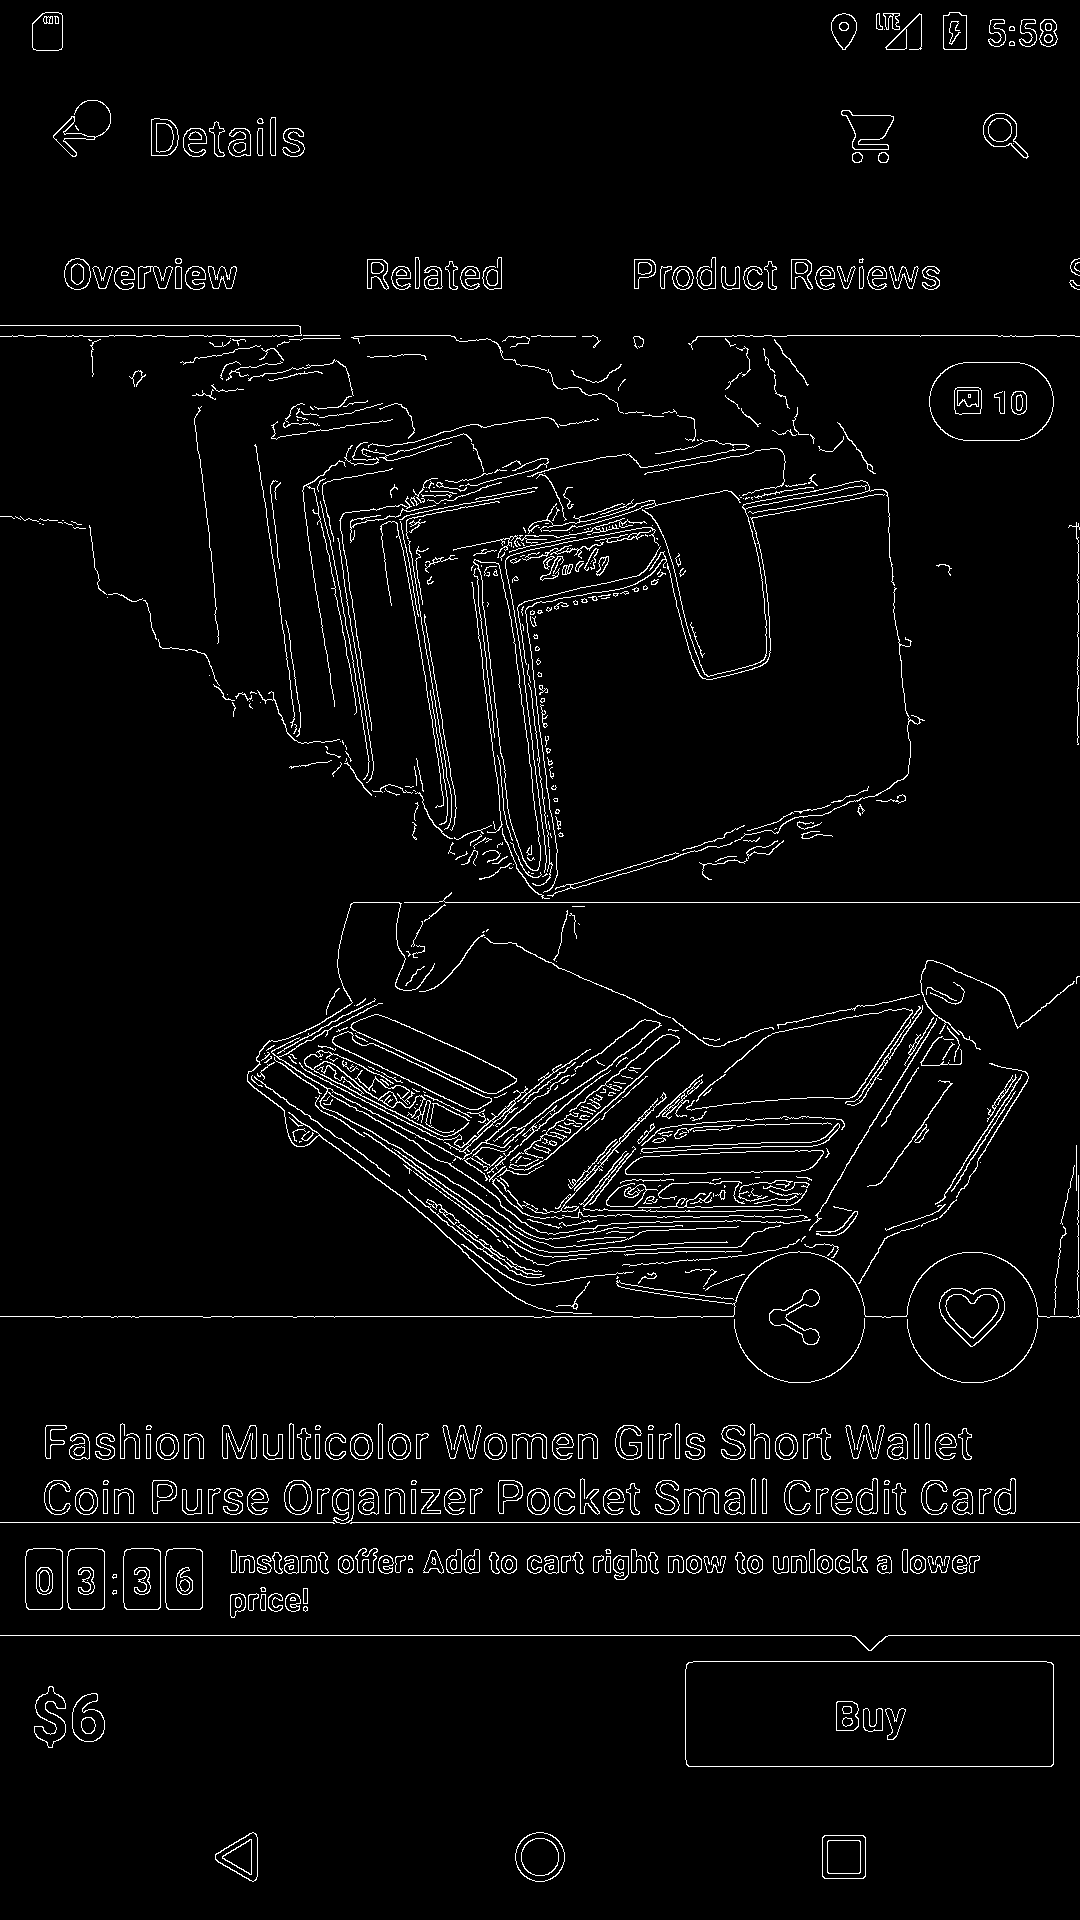 LTE 5:58
Details
Overview Related Product Reviews S
10
Lucky
Fashion Multicolor Women Girls Short Wallet
Coin Purse Organizer Pocket Small Credit Card
03:36 Instant offer: Add to cart right now to unlock a lower
price!
$6 Buy